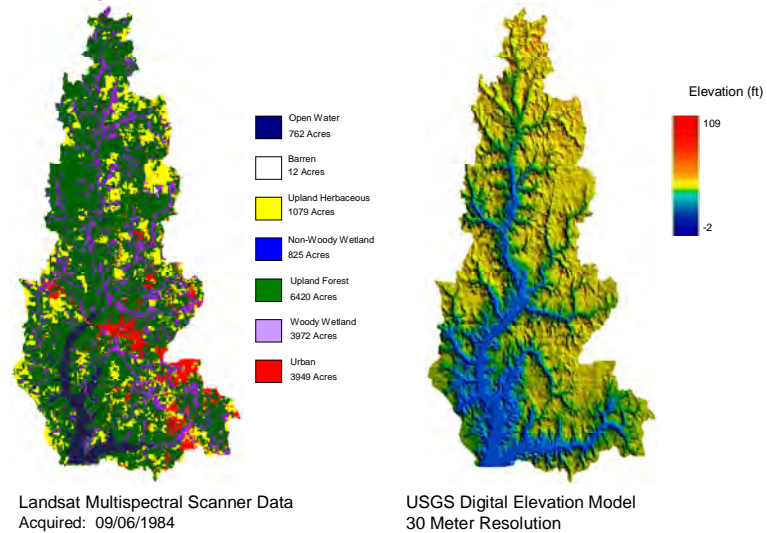 Open Water
762 Acres
Barren
12 Acres
Upland Herbaceous
1079 Acres
Non-Woody Wetland
825 Acres
Upland Forest
6420 Acres
Woody Wetland
3972 Acres
Urban
3949 Acres
Elevation (ft)
109
-2
Landsat Multispectral Scanner Data
Acquired: 09/06/1984
USGS Digital Elevation Model
30 Meter Resolution